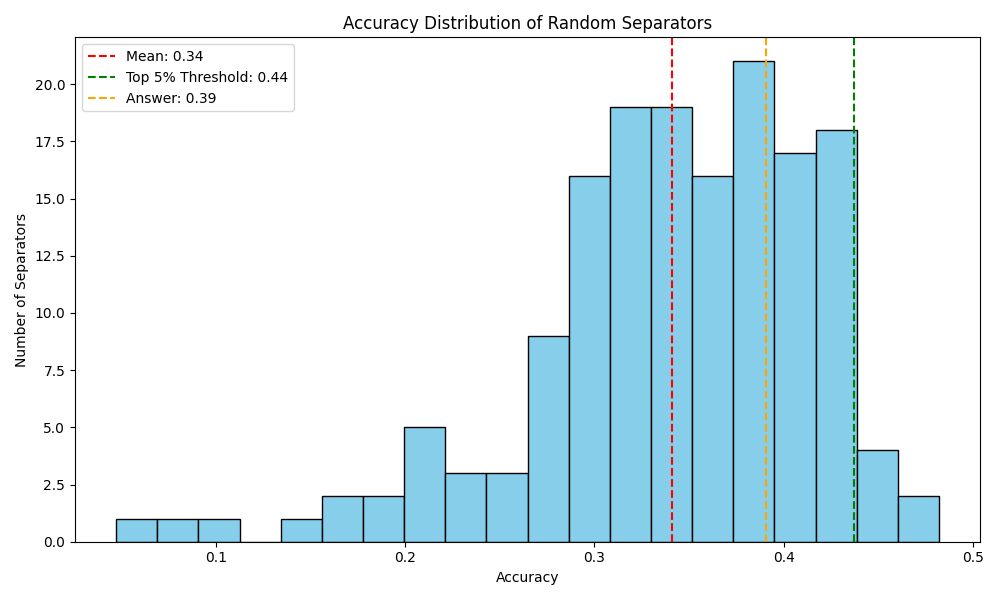 Accuracy Distribution of Random Separators
Mean: 0.34
Top 5% Threshold: 0.44
Answer: 0.39
20.0
17.5
15.0
12.5
10.0
7.5
5.0
2.5
0.0
Number of Separators
0.1
0.2
0.3
0.4
0.5
Accuracy